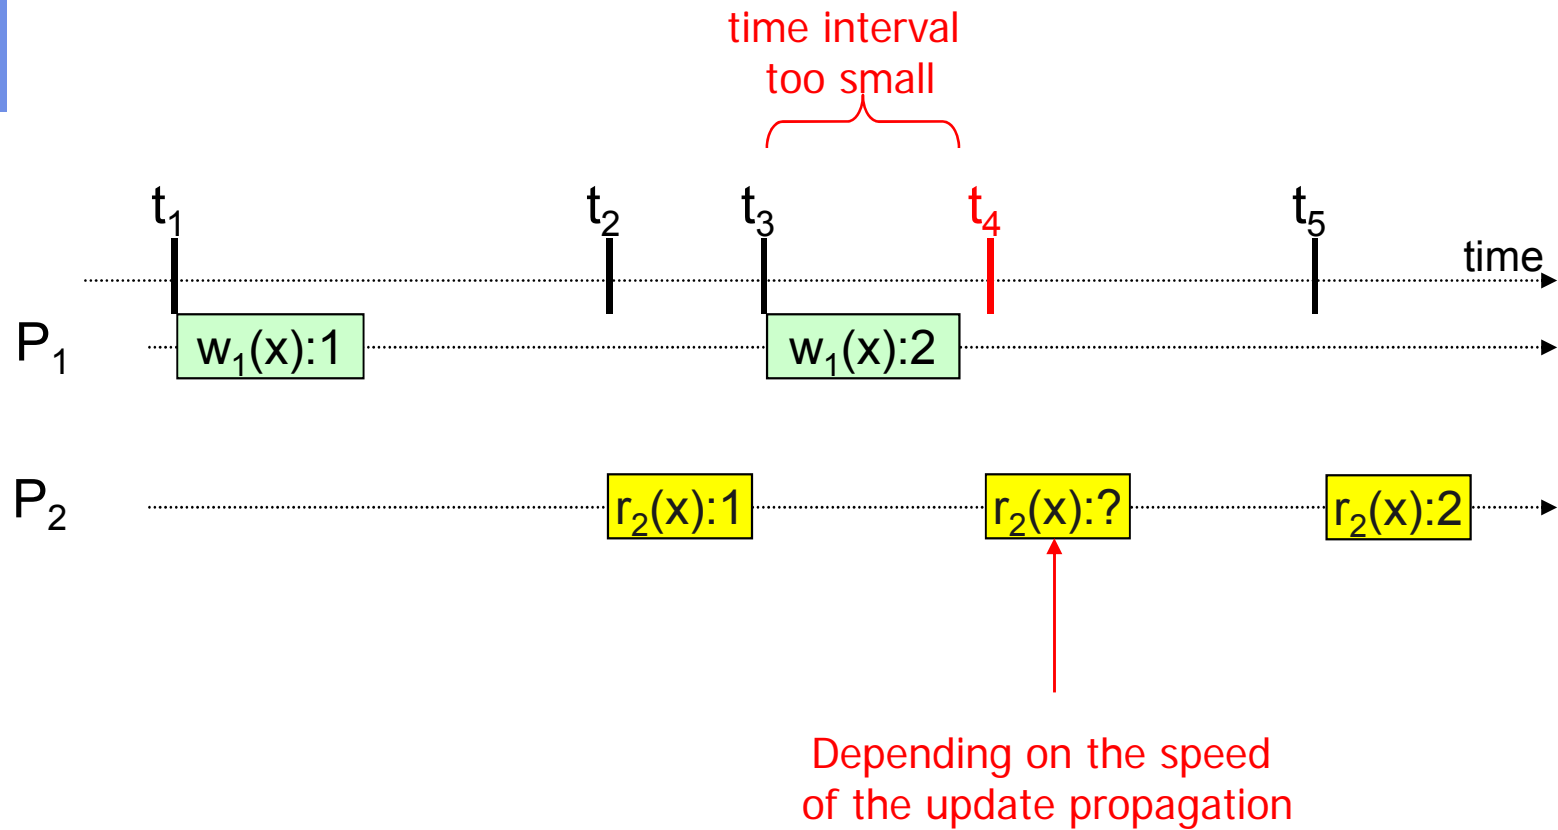 time interval
too small
t₁ t₂ t₃ t₄ t₅
time
P₁ w₁(x):1 w₁(x):2
P₂ r₂(x):1 r₂(x):? r₂(x):2
Depending on the speed
of the update propagation